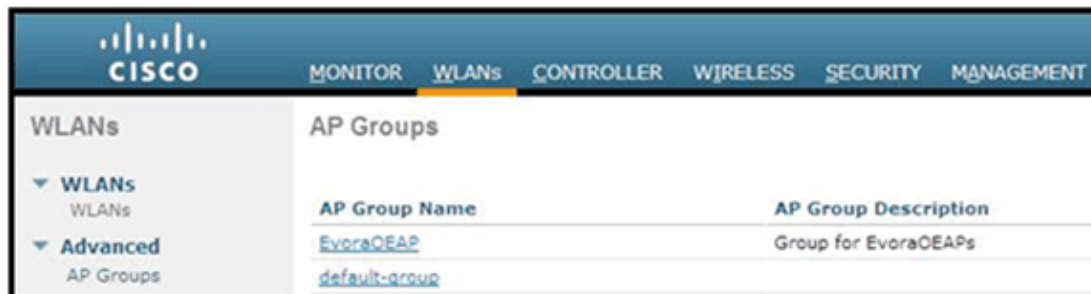 CISCO
MONITOR WLANs CONTROLLER WIRELESS SECURITY MANAGEMENT
WLANs
AP Groups
WLANs
WLANs
Advanced
AP Groups
AP Group Name AP Group Description
EvoraOEAP Group for EvoraOEAPs
default-group